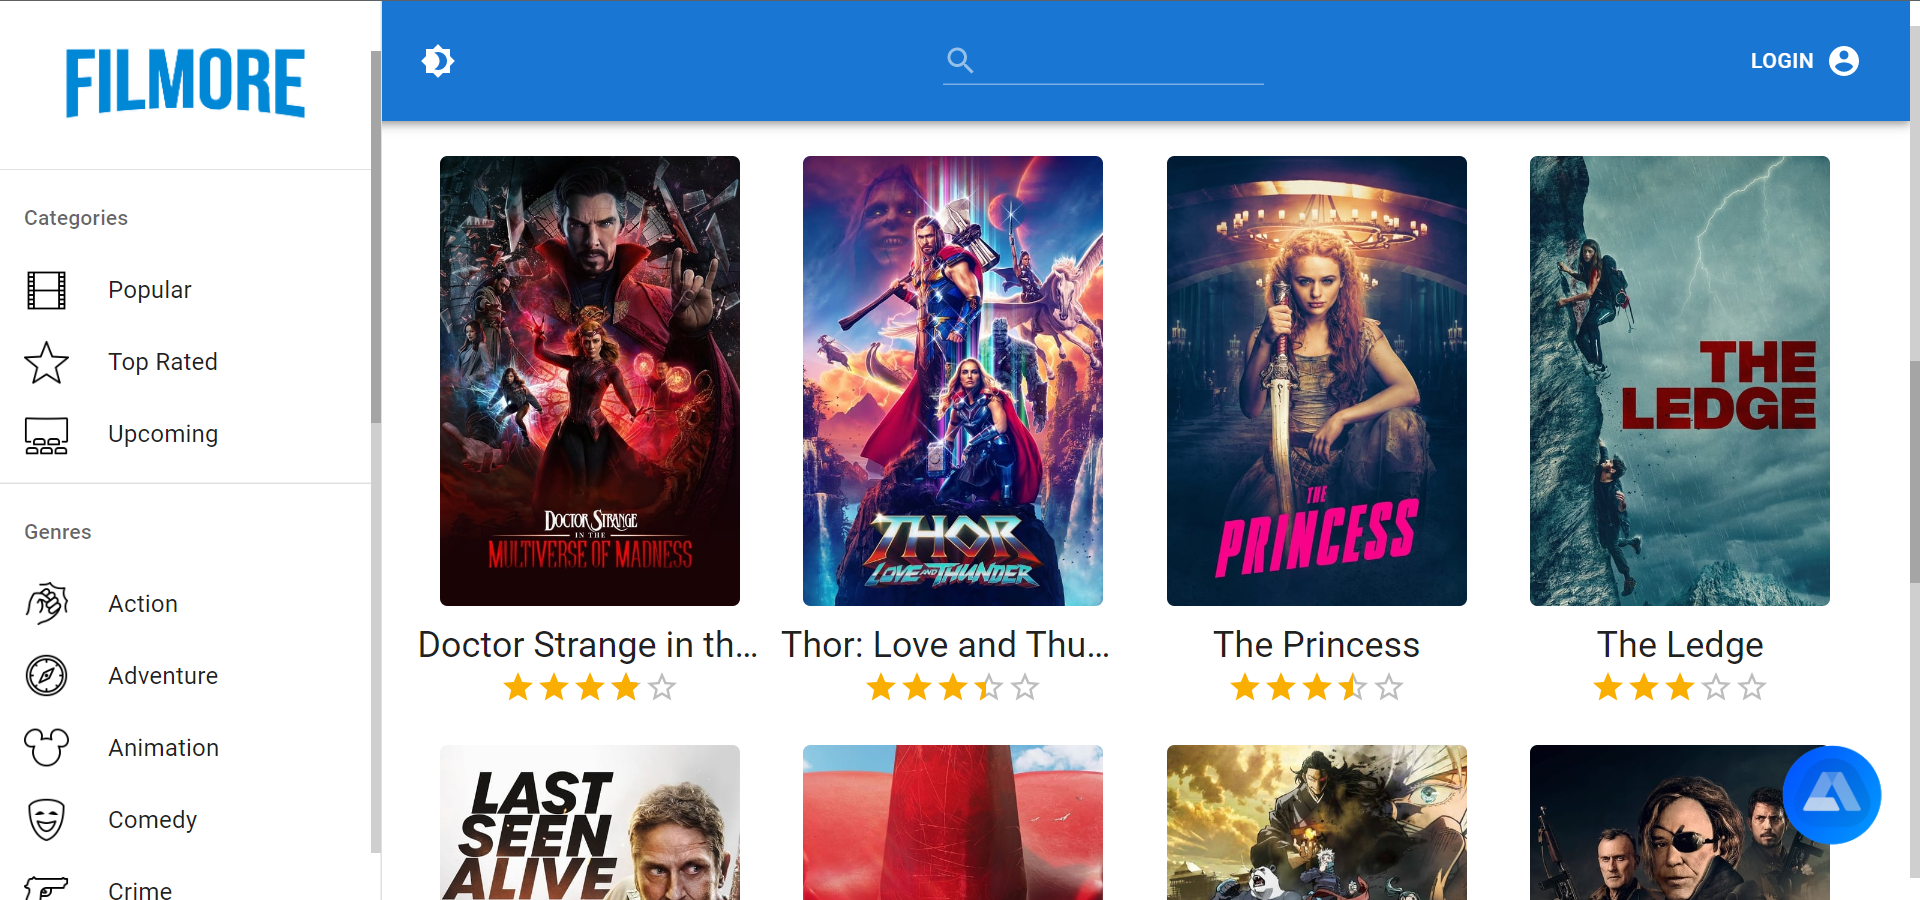 FILMORE
LOGIN
Categories
Popular
Top Rated
Upcoming
Genres
Action
Adventure
Animation
Comedy
Crime
DOCTOR STRANGE
IN THE
MULTIVERSE OF MADNESS
THOR
LOVE AND THUNDER
THE
PRINCESS
THE
LEDGE
Doctor Strange in th...
Thor: Love and Thu...
The Princess
The Ledge
LAST
SEEN
ALIVE